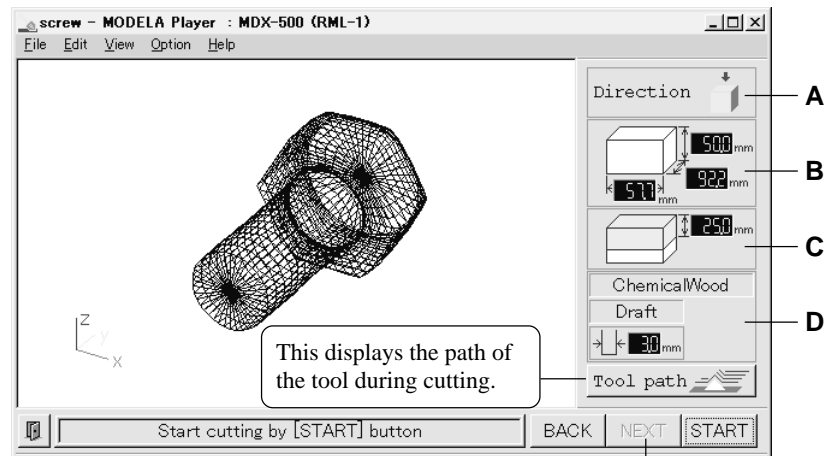 screw - MODELA Player : MDX-500 (RML-1)
File Edit View Option Help
Direction
A
50.0 mm
92.2 mm
57.7 mm
B
25.0 mm
C
ChemicalWood
Draft
3.0 mm
D
Z
Y
X
This displays the path of
the tool during cutting.
Tool path
Start cutting by [START] button
BACK
NEXT
START